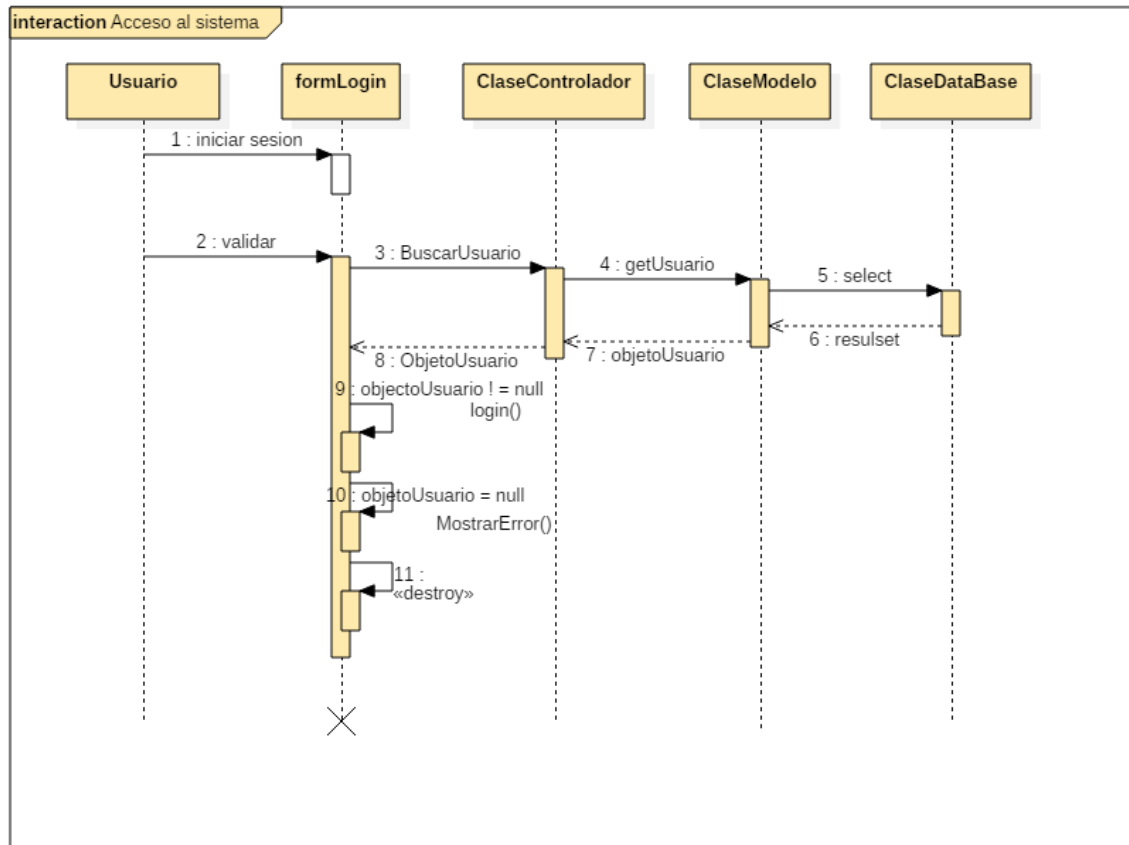 interaction Acceso al sistema
Usuario
formLogin
ClaseControlador
ClaseModelo
ClaseDataBase
1 : iniciar sesion
2 : validar
3 : BuscarUsuario
4 : getUsuario
5 : select
6 : resulset
7 : objetoUsuario
8 : ObjetoUsuario
9 : objectoUsuario ! = null
login()
10 : objetoUsuario = null
MostrarError()
11 :
«destroy»